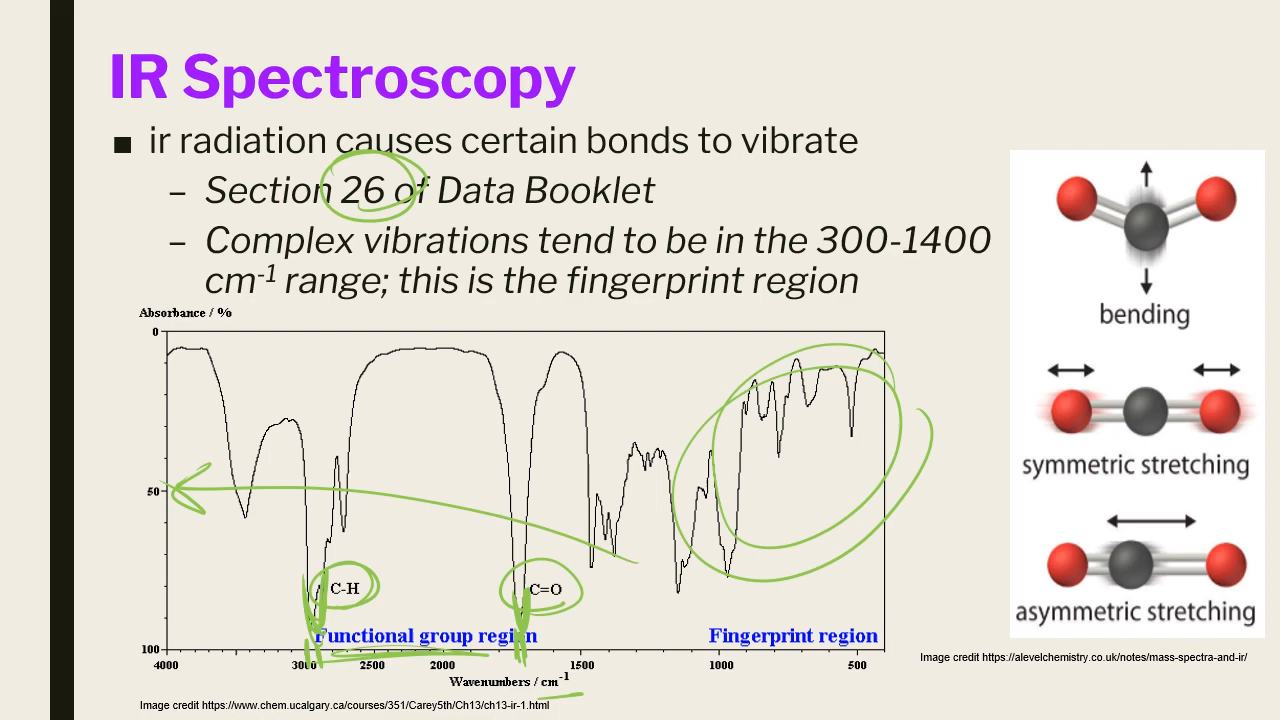 IR Spectroscopy
■ ir radiation causes certain bonds to vibrate
– Section 26 of Data Booklet
– Complex vibrations tend to be in the 300-1400
cm-1 range; this is the fingerprint region
Absorbance / %
0
50
100
C-H
C=O
Functional group region
Fingerprint region
4000
3000
2500
2000
1500
1000
500
Wavenumbers / cm-1
Image credit https://www.chem.ucalgary.ca/courses/351/Carey5th/Ch13/ch13-ir-1.html
bending
symmetric stretching
asymmetric stretching
Image credit https://alevelchemistry.co.uk/notes/mass-spectra-and-ir/